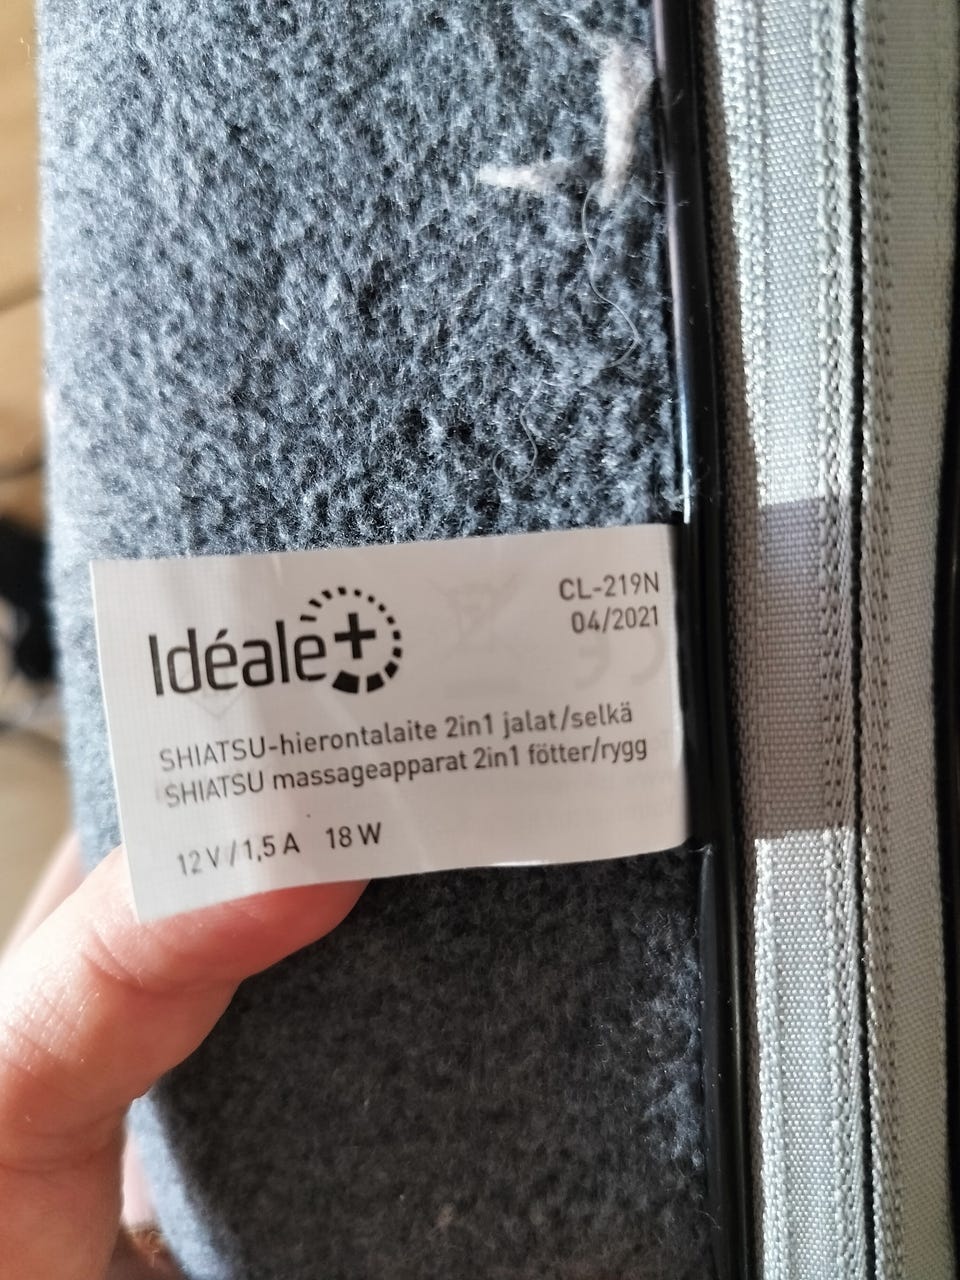 Idéale+
CL-219N
04/2021
SHIATSU-hierontalaite 2in1 jalat/selkä
SHIATSU massageapparat 2in1 fötter/rygg
12 V / 1,5 A 18 W